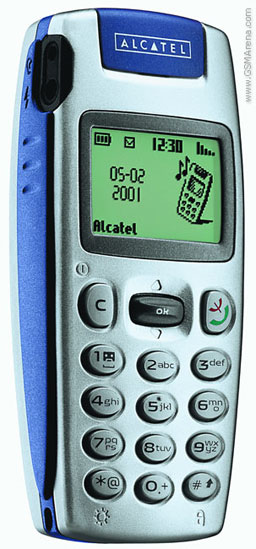 ALCATEL
12:30
05-02
2001
Alcatel
C
OK
1
2abc
3def
4ghi
5jkl
6mno
7pqrs
8tuv
9wxyz
*@
0.+
#
www.GSMArena.com